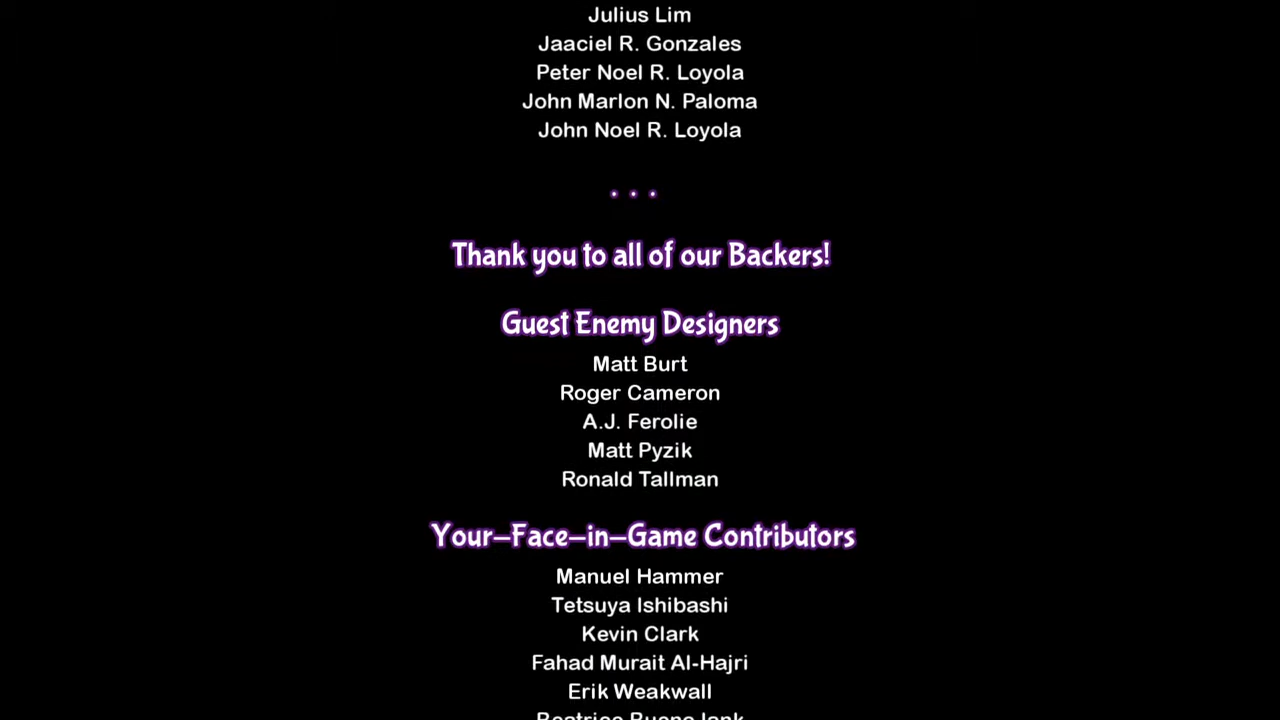 Julius Lim
Jaaciel R. Gonzales
Peter Noel R. Loyola
John Marlon N. Paloma
John Noel R. Loyola
. . .
Thank you to all of our Backers!
Guest Enemy Designers
Matt Burt
Roger Cameron
A.J. Ferolie
Matt Pyzik
Ronald Tallman
Your-Face-in-Game Contributors
Manuel Hammer
Tetsuya Ishibashi
Kevin Clark
Fahad Murait Al-Hajri
Erik Weakwall
Beatrice Bueno